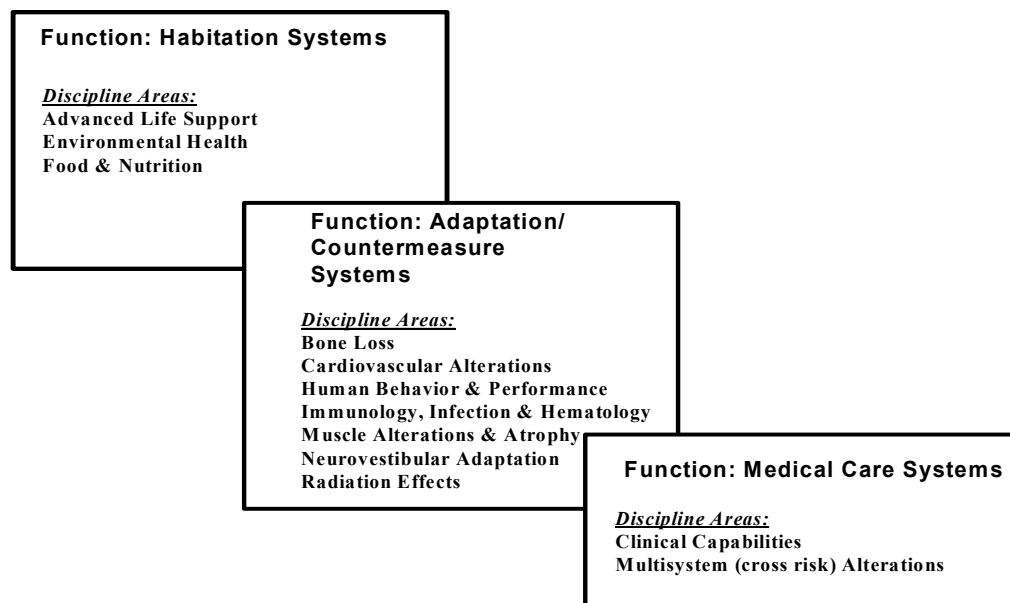 Function: Habitation Systems
Discipline Areas:
Advanced Life Support
Environmental Health
Food & Nutrition
Function: Adaptation/
Countermeasure
Systems
Discipline Areas:
Bone Loss
Cardiovascular Alterations
Human Behavior & Performance
Immunology, Infection & Hematology
Muscle Alterations & Atrophy
Neurovestibular Adaptation
Radiation Effects
Function: Medical Care Systems
Discipline Areas:
Clinical Capabilities
Multisystem (cross risk) Alterations